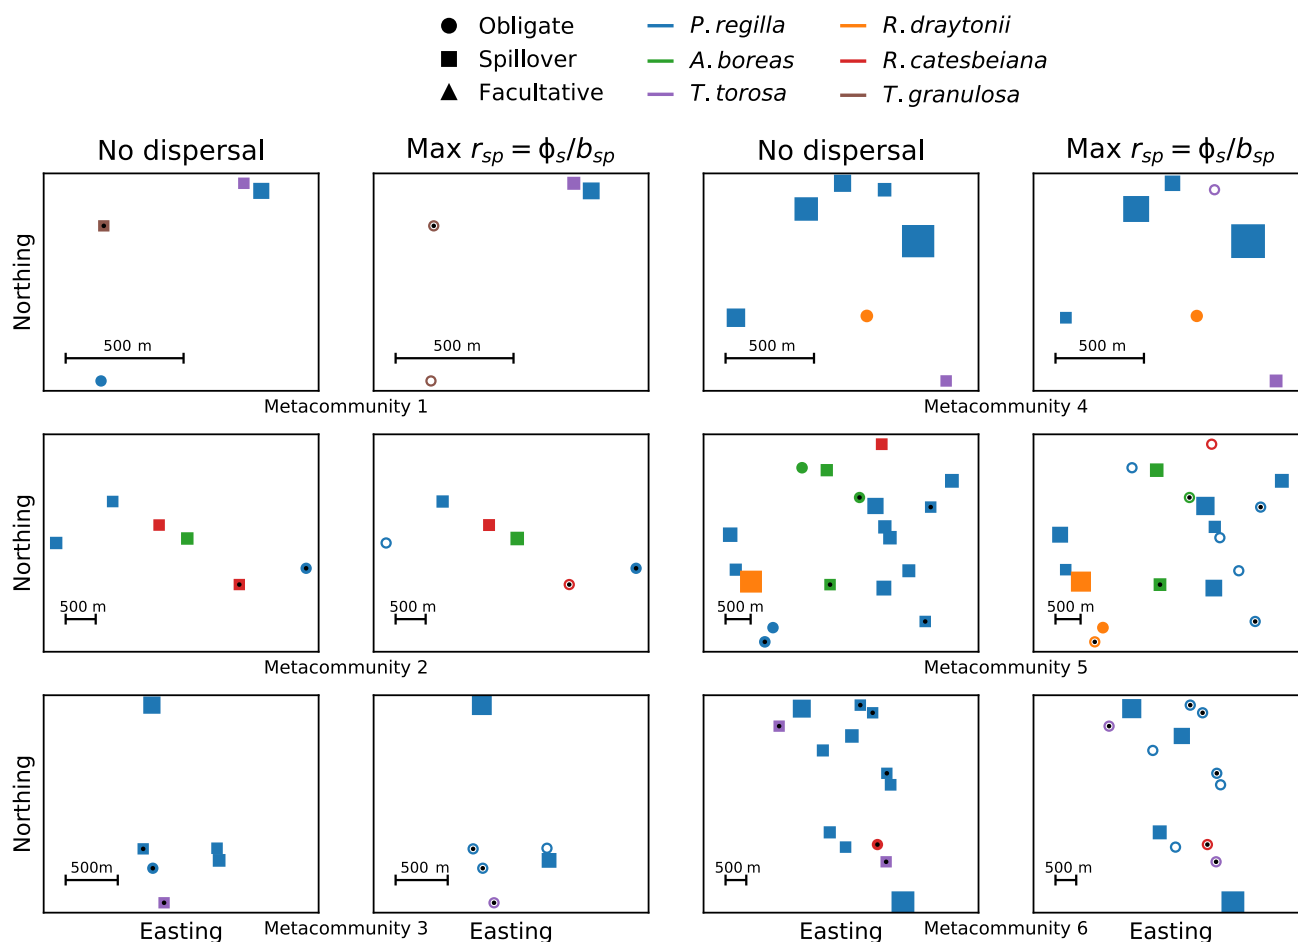 Obligate
Spillover
Facultative
P. regilla
A. boreas
T. torosa
R. draytonii
R. catesbeiana
T. granulosa
No dispersal
Max r_sp = ϕ_s/b_sp
No dispersal
Max r_sp = ϕ_s/b_sp
Northing
500 m
500 m
500 m
500 m
Metacommunity 1
Metacommunity 4
Northing
500 m
500 m
500 m
500 m
Metacommunity 2
Metacommunity 5
Northing
500m
500 m
500 m
500 m
Easting
Metacommunity 3
Easting
Easting
Metacommunity 6
Easting